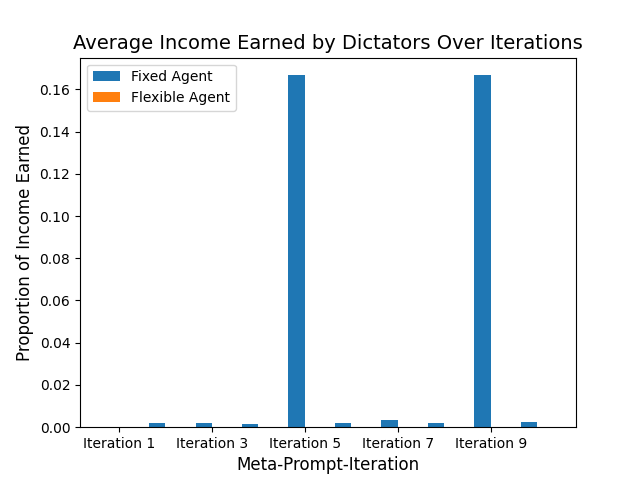 Average Income Earned by Dictators Over Iterations
Fixed Agent
Flexible Agent
Proportion of Income Earned
0.16
0.14
0.12
0.10
0.08
0.06
0.04
0.02
0.00
Iteration 1 Iteration 3 Iteration 5 Iteration 7 Iteration 9
Meta-Prompt-Iteration